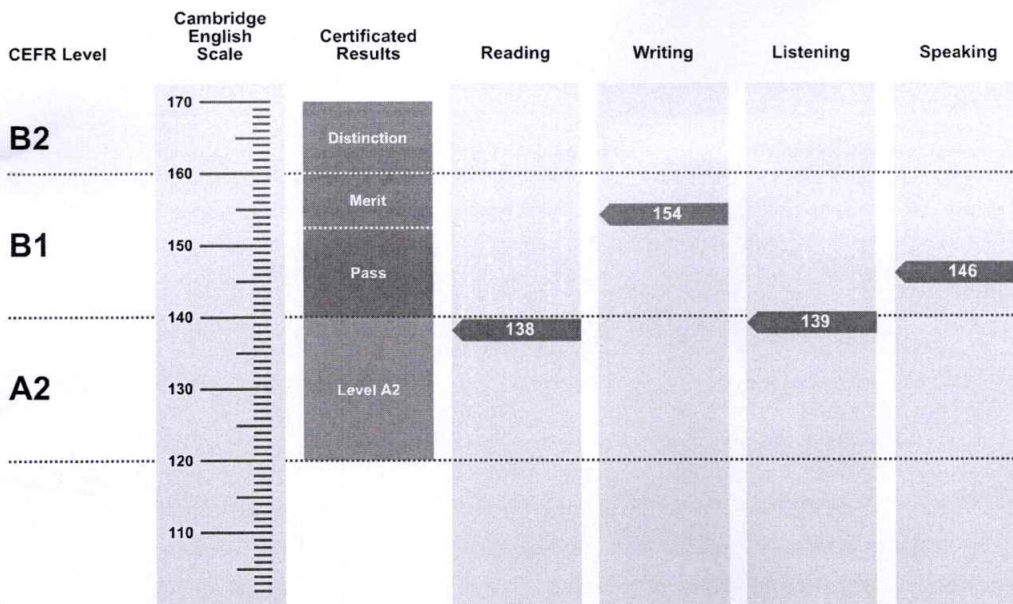 CEFR Level
Cambridge
English
Scale
Certificated
Results
Reading
Writing
Listening
Speaking
170
B2
Distinction
160
Merit
154
B1
150
Pass
146
140
138
139
A2
130
Level A2
120
110